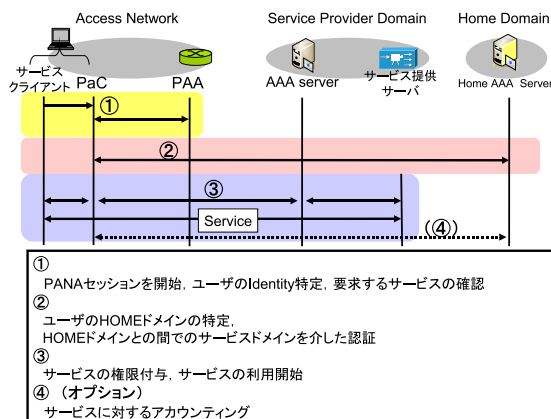 Access Network
Service Provider Domain
Home Domain
サービス
クライアント
PaC
PAA
AAA server
サービス提供
サーバ
Home AAA Server
①
②
③
Service
(④)
①
PANAセッションを開始，ユーザのIdentity特定，要求するサービスの確認
②
ユーザのHOMEドメインの特定，
HOMEドメインとの間でのサービスドメインを介した認証
③
サービスの権限付与，サービスの利用開始
④ （オプション）
サービスに対するアカウンティング